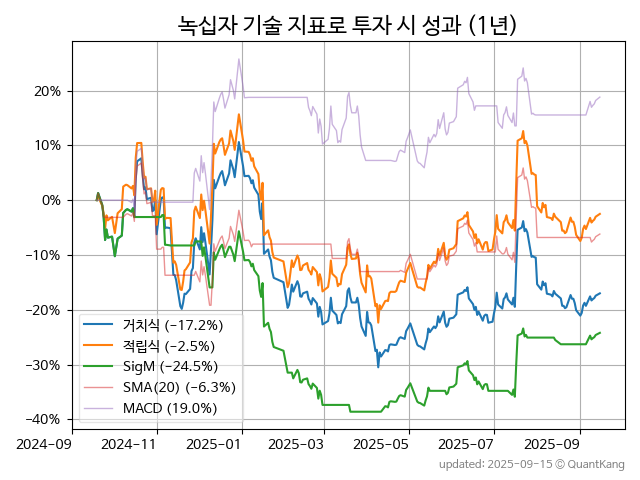 녹십자 기술 지표로 투자 시 성과 (1년)
20%
10%
0%
−10%
−20%
−30%
−40%
거치식 (−17.2%)
적립식 (−2.5%)
SigM (−24.5%)
SMA(20) (−6.3%)
MACD (19.0%)
2024-09
2024-11
2025-01
2025-03
2025-05
2025-07
2025-09
updated: 2025-09-15 © QuantKang